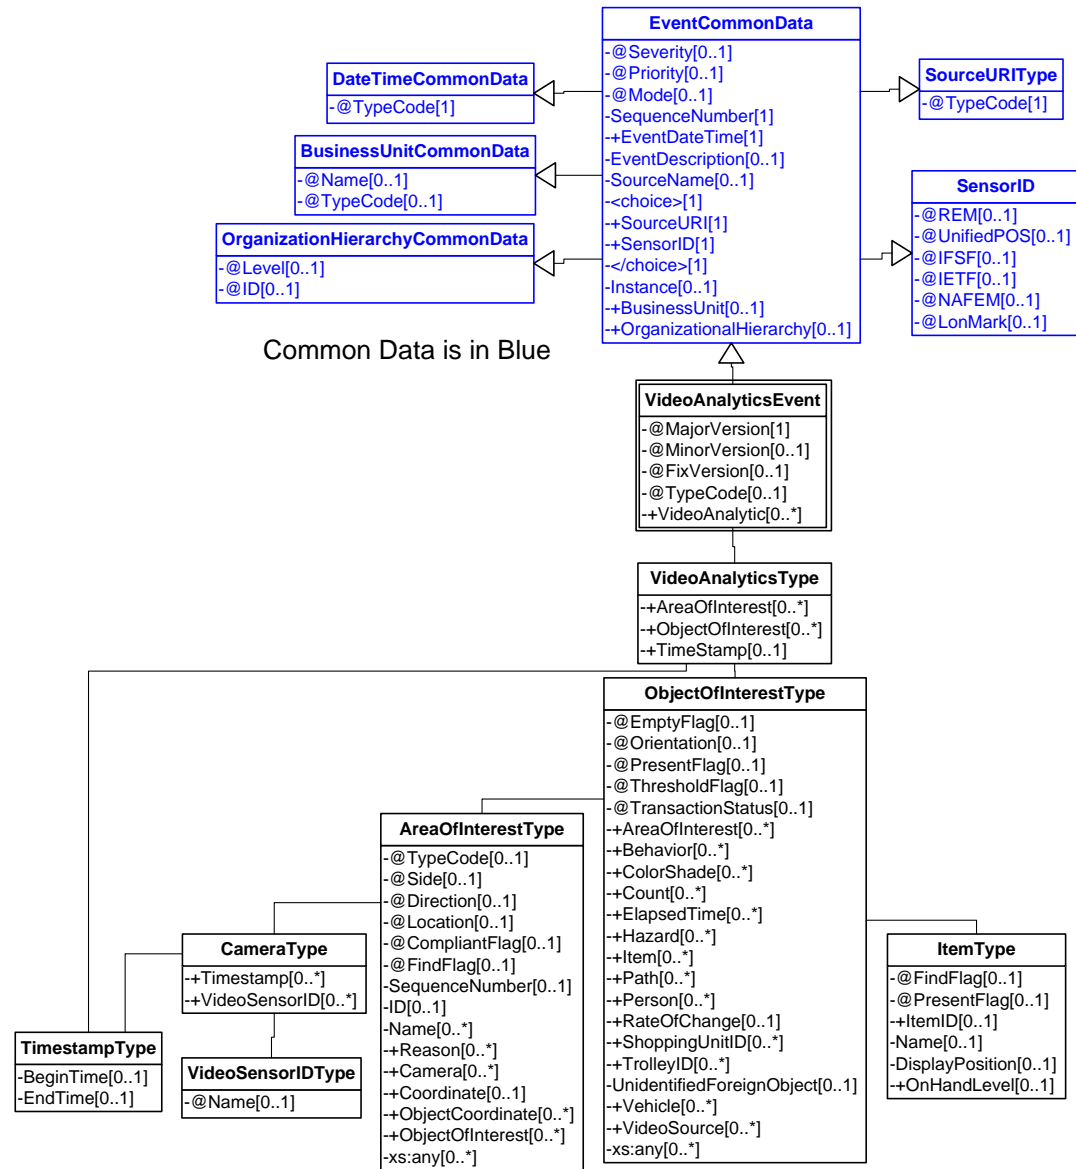 EventCommonData
-@Severity[0..1]
-@Priority[0..1]
-@Mode[0..1]
-SequenceNumber[1]
-+EventDateTime[1]
-EventDescription[0..1]
-SourceName[0..1]
-<choice>[1]
-+SourceURI[1]
-+SensorID[1]
-</choice>[1]
-Instance[0..1]
-+BusinessUnit[0..1]
-+OrganizationalHierarchy[0..1]
DateTimeCommonData
-@TypeCode[1]
BusinessUnitCommonData
-@Name[0..1]
-@TypeCode[0..1]
OrganizationHierarchyCommonData
-@Level[0..1]
-@ID[0..1]
SourceURIType
-@TypeCode[1]
SensorID
-@REM[0..1]
-@UnifiedPOS[0..1]
-@IFSF[0..1]
-@IETF[0..1]
-@NAFEM[0..1]
-@LonMark[0..1]
Common Data is in Blue
VideoAnalyticsEvent
-@MajorVersion[1]
-@MinorVersion[0..1]
-@FixVersion[0..1]
-@TypeCode[0..1]
-+VideoAnalytic[0..*]
VideoAnalyticsType
-+AreaOfInterest[0..*]
-+ObjectOfInterest[0..*]
-+TimeStamp[0..1]
ObjectOfInterestType
-@EmptyFlag[0..1]
-@Orientation[0..1]
-@PresentFlag[0..1]
-@ThresholdFlag[0..1]
-@TransactionStatus[0..1]
-+AreaOfInterest[0..*]
-+Behavior[0..*]
-+ColorShade[0..*]
-+Count[0..*]
-+ElapsedTime[0..*]
-+Hazard[0..*]
-+Item[0..*]
-+Path[0..*]
-+Person[0..*]
-+RateOfChange[0..1]
-+ShoppingUnitID[0..*]
-+TrolleyID[0..*]
-UnidentifiedForeignObject[0..1]
-+Vehicle[0..*]
-+VideoSource[0..*]
-xs:any[0..*]
AreaOfInterestType
-@TypeCode[0..1]
-@Side[0..1]
-@Direction[0..1]
-@Location[0..1]
-@CompliantFlag[0..1]
-@FindFlag[0..1]
-SequenceNumber[0..1]
-ID[0..1]
-Name[0..*]
-+Reason[0..*]
-+Camera[0..*]
-+Coordinate[0..1]
-+ObjectCoordinate[0..*]
-+ObjectOfInterest[0..*]
-xs:any[0..*]
CameraType
-+Timestamp[0..*]
-+VideoSensorID[0..*]
ItemType
-@FindFlag[0..1]
-@PresentFlag[0..1]
-+ItemID[0..1]
-Name[0..1]
-DisplayPosition[0..1]
-+OnHandLevel[0..1]
TimestampType
-BeginTime[0..1]
-EndTime[0..1]
VideoSensorIDType
-@Name[0..1]